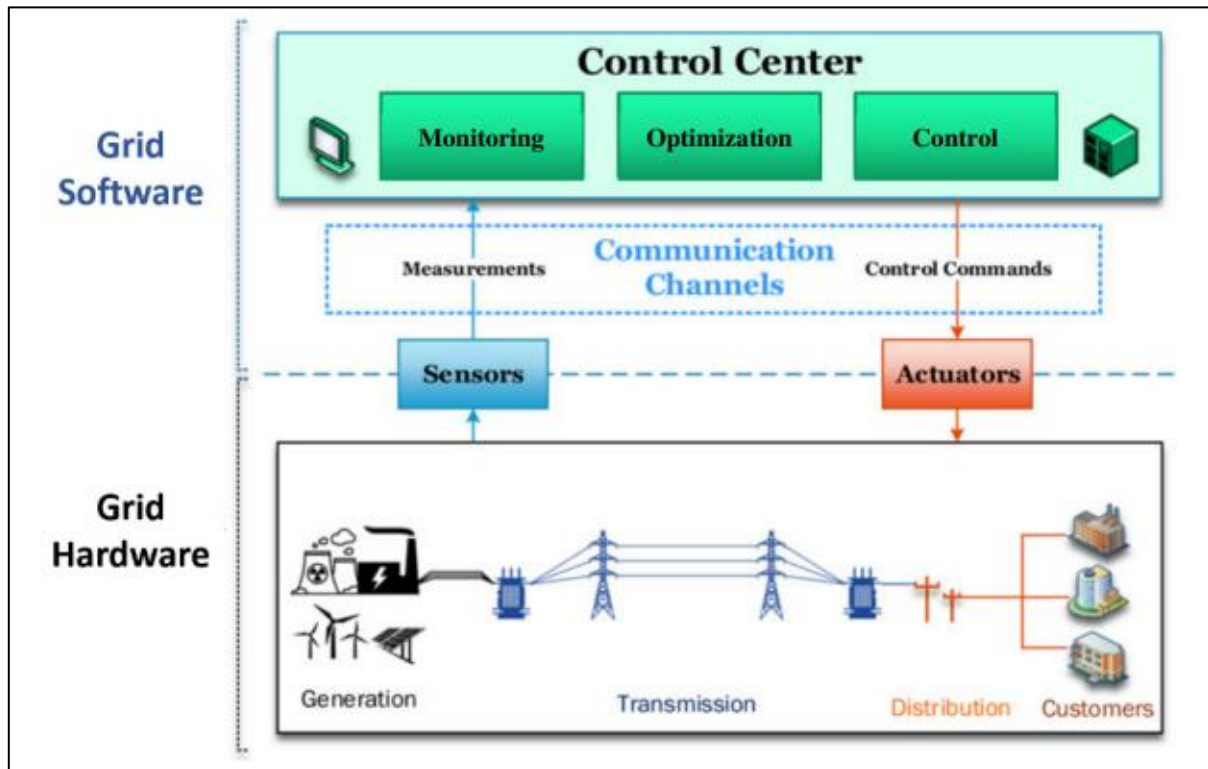 Control Center
Monitoring
Optimization
Control
Grid
Software
Communication
Channels
Measurements
Control Commands
Sensors
Actuators
Grid
Hardware
Generation
Transmission
Distribution
Customers